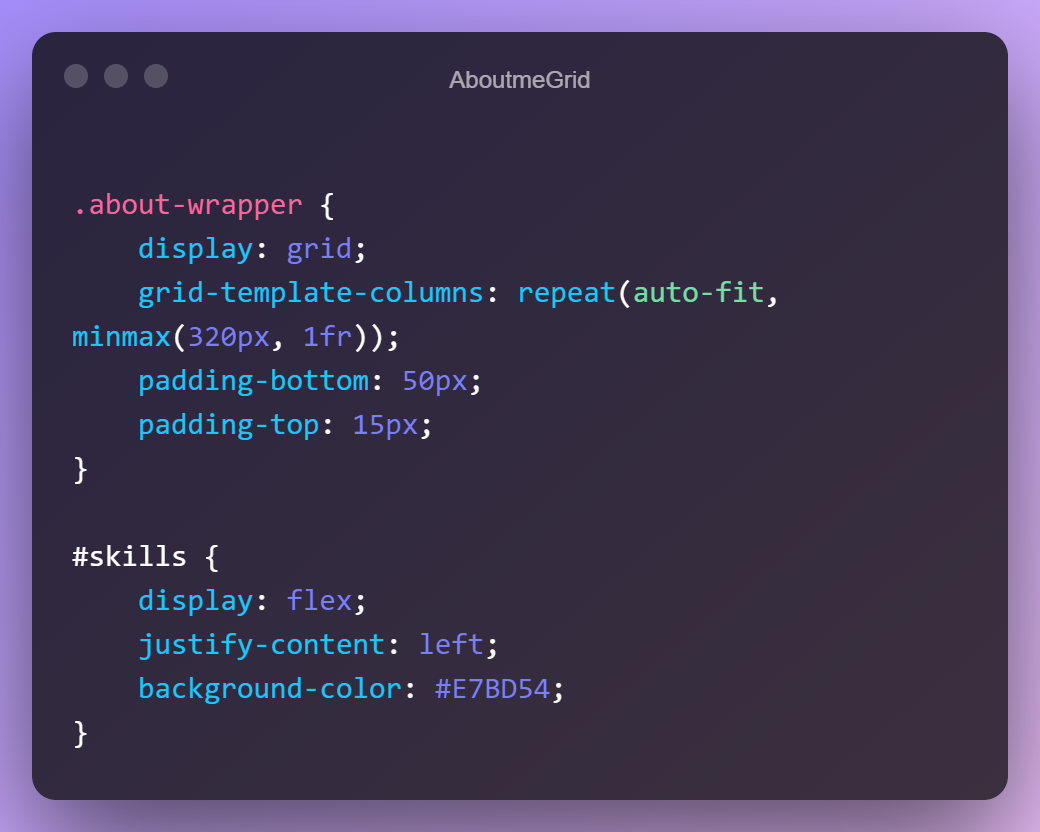 AboutmeGrid
.about-wrapper {
    display: grid;
    grid-template-columns: repeat(auto-fit,
minmax(320px, 1fr));
    padding-bottom: 50px;
    padding-top: 15px;
}
#skills {
    display: flex;
    justify-content: left;
    background-color: #E7BD54;
}